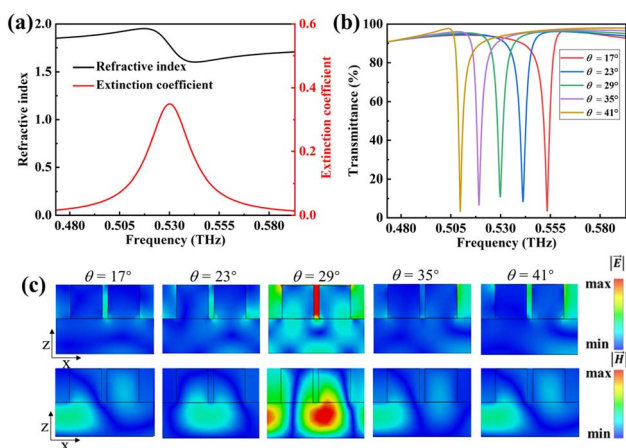 (a)
2.0
1.5
1.0
0.5
0.0
Refractive index
Refractive index
Extinction coefficient
0.6
0.4
0.2
0.0
Extinction coefficient
0.480 0.505 0.530 0.555 0.580
Frequency (THz)
(b)
100
80
60
40
20
0
Transmittance (%)
θ = 17°
θ = 23°
θ = 29°
θ = 35°
θ = 41°
0.480 0.505 0.530 0.555 0.580
Frequency (THz)
(c)
θ = 17° θ = 23° θ = 29° θ = 35° θ = 41°
|E⃗|
max
min
Z
X
|H⃗|
max
min
Z
X